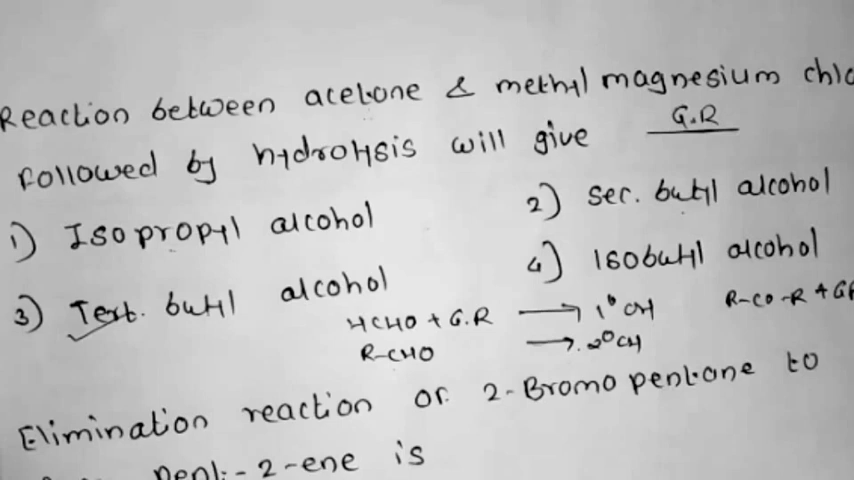 Reaction between acetone & methyl magnesium
G.R
followed by hydrolysis will give
1) Isopropyl alcohol
2) sec. butyl alcohol
3) Tert. butyl alcohol
4) Isobutyl alcohol
HCHO + G.R → 1° OH
R-CO-R +
R-CHO → 2° OH
Elimination reaction of 2-Bromo pentane to
pent-2-ene is